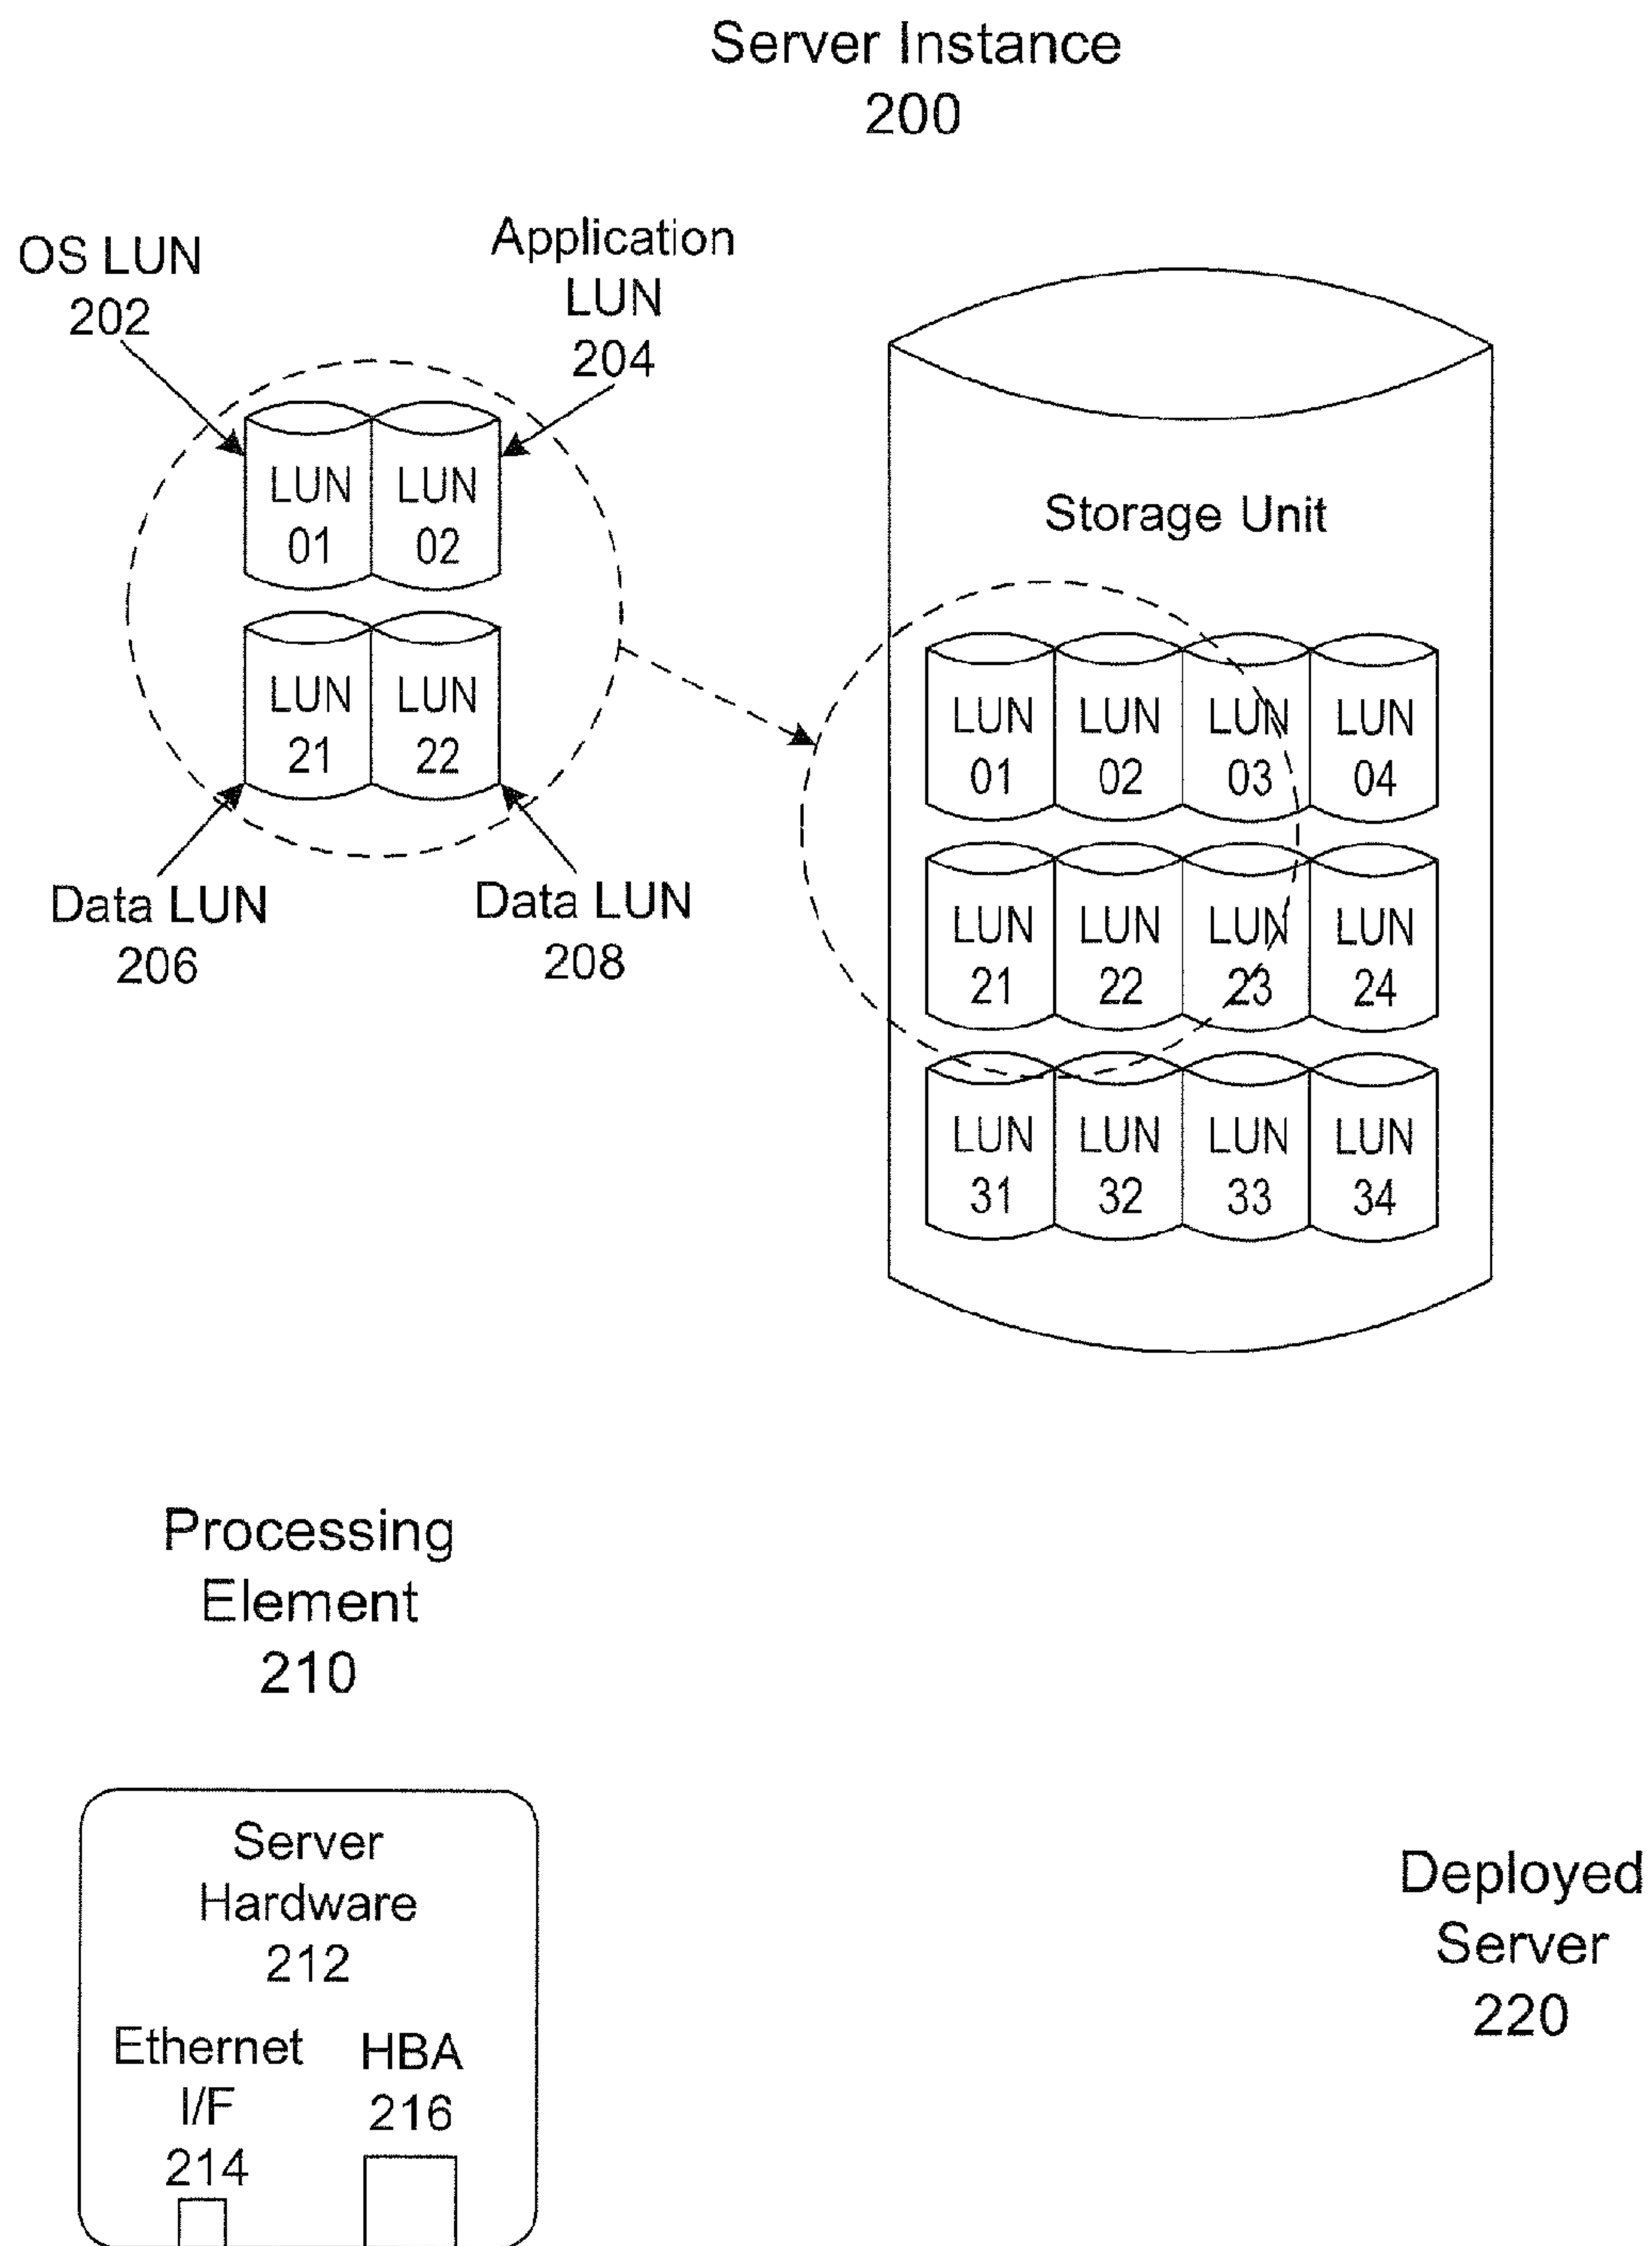 Server Instance
200
OS LUN
202
Application
LUN
204
LUN
01
LUN
02
LUN
21
LUN
22
Data LUN
206
Data LUN
208
Storage Unit
LUN
01
LUN
02
LUN
03
LUN
04
LUN
21
LUN
22
LUN
23
LUN
24
LUN
31
LUN
32
LUN
33
LUN
34
Processing
Element
210
Server
Hardware
212
Ethernet
I/F
214
HBA
216
Deployed
Server
220